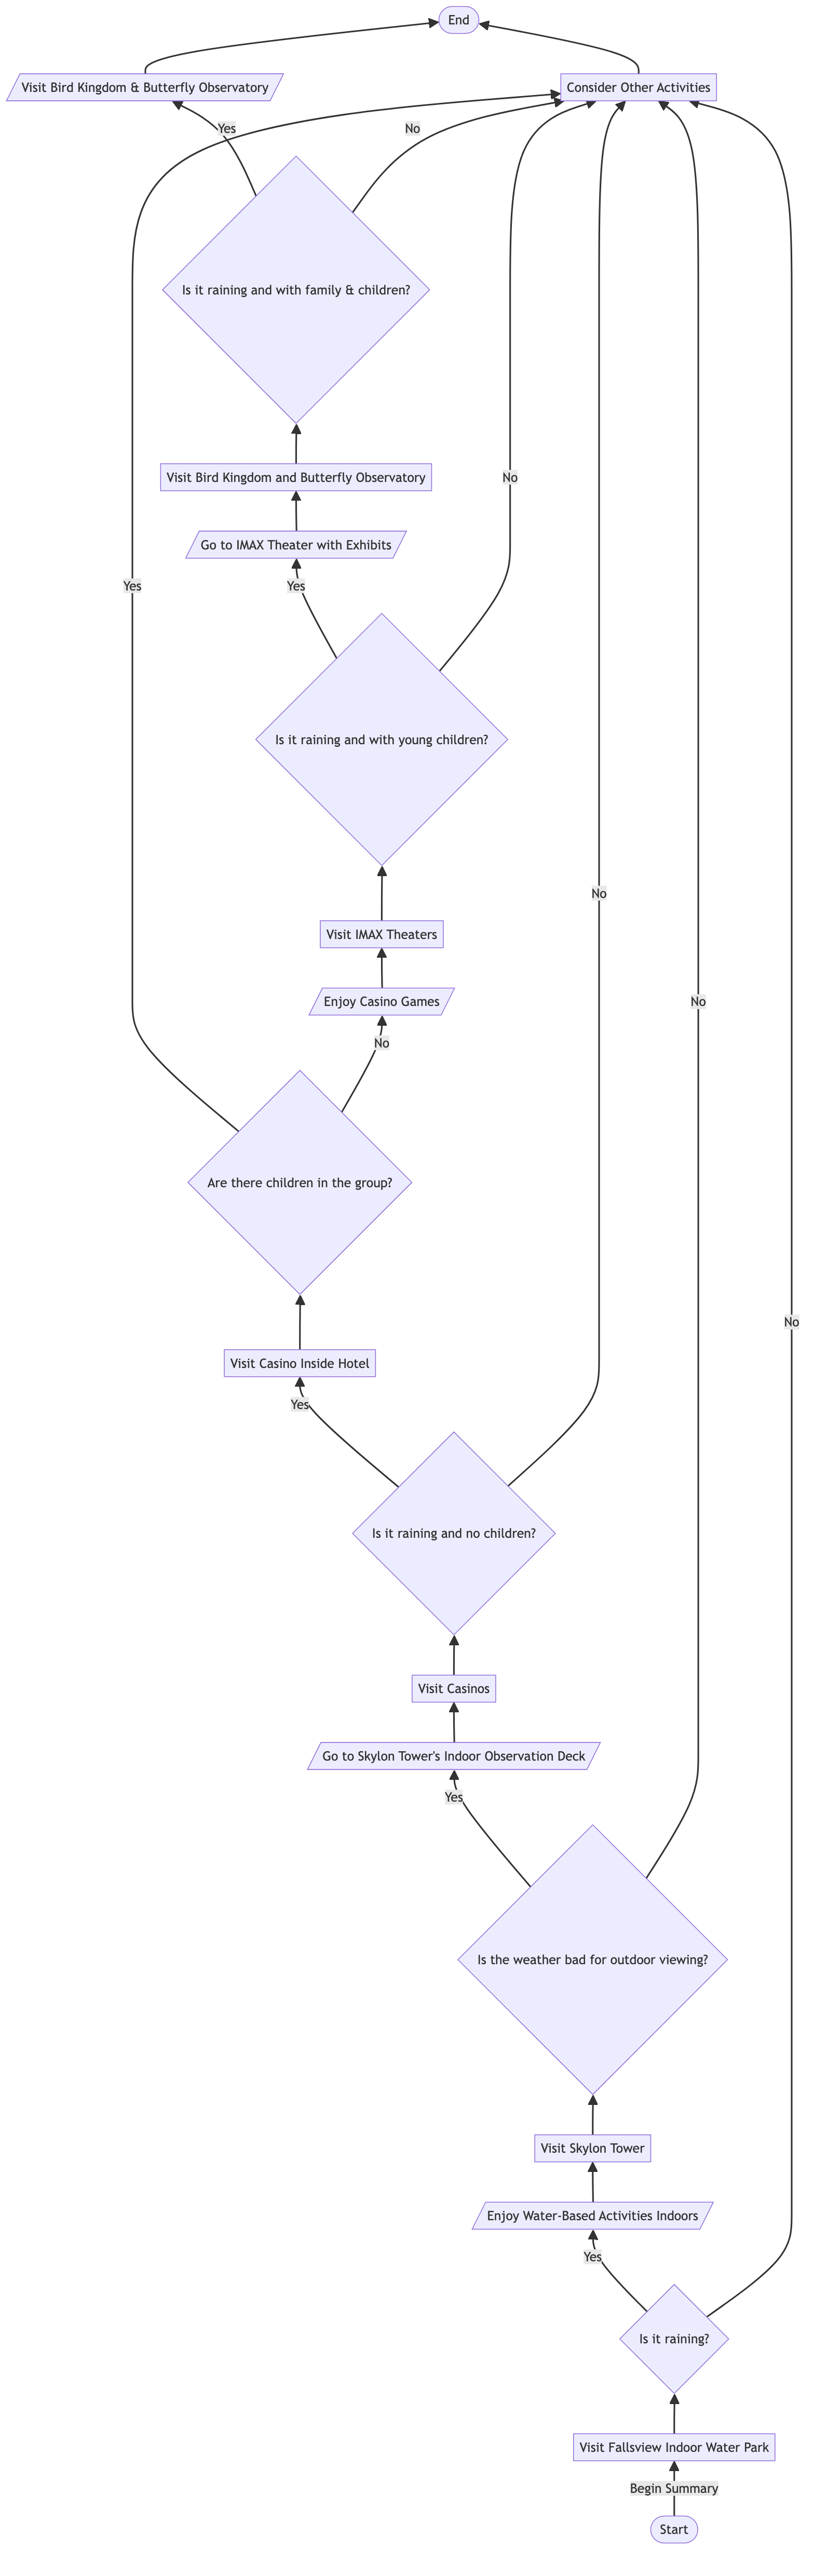 End
Visit Bird Kingdom & Butterfly Observatory
Consider Other Activities
Yes
No
Is it raining and with family & children?
Visit Bird Kingdom and Butterfly Observatory
No
Go to IMAX Theater with Exhibits
Yes
Yes
Is it raining and with young children?
No
Visit IMAX Theaters
Enjoy Casino Games
No
No
Are there children in the group?
No
Visit Casino Inside Hotel
Yes
Is it raining and no children?
Visit Casinos
Go to Skylon Tower's Indoor Observation Deck
Yes
Is the weather bad for outdoor viewing?
Visit Skylon Tower
Enjoy Water-Based Activities Indoors
Yes
Is it raining?
Visit Fallsview Indoor Water Park
Begin Summary
Start